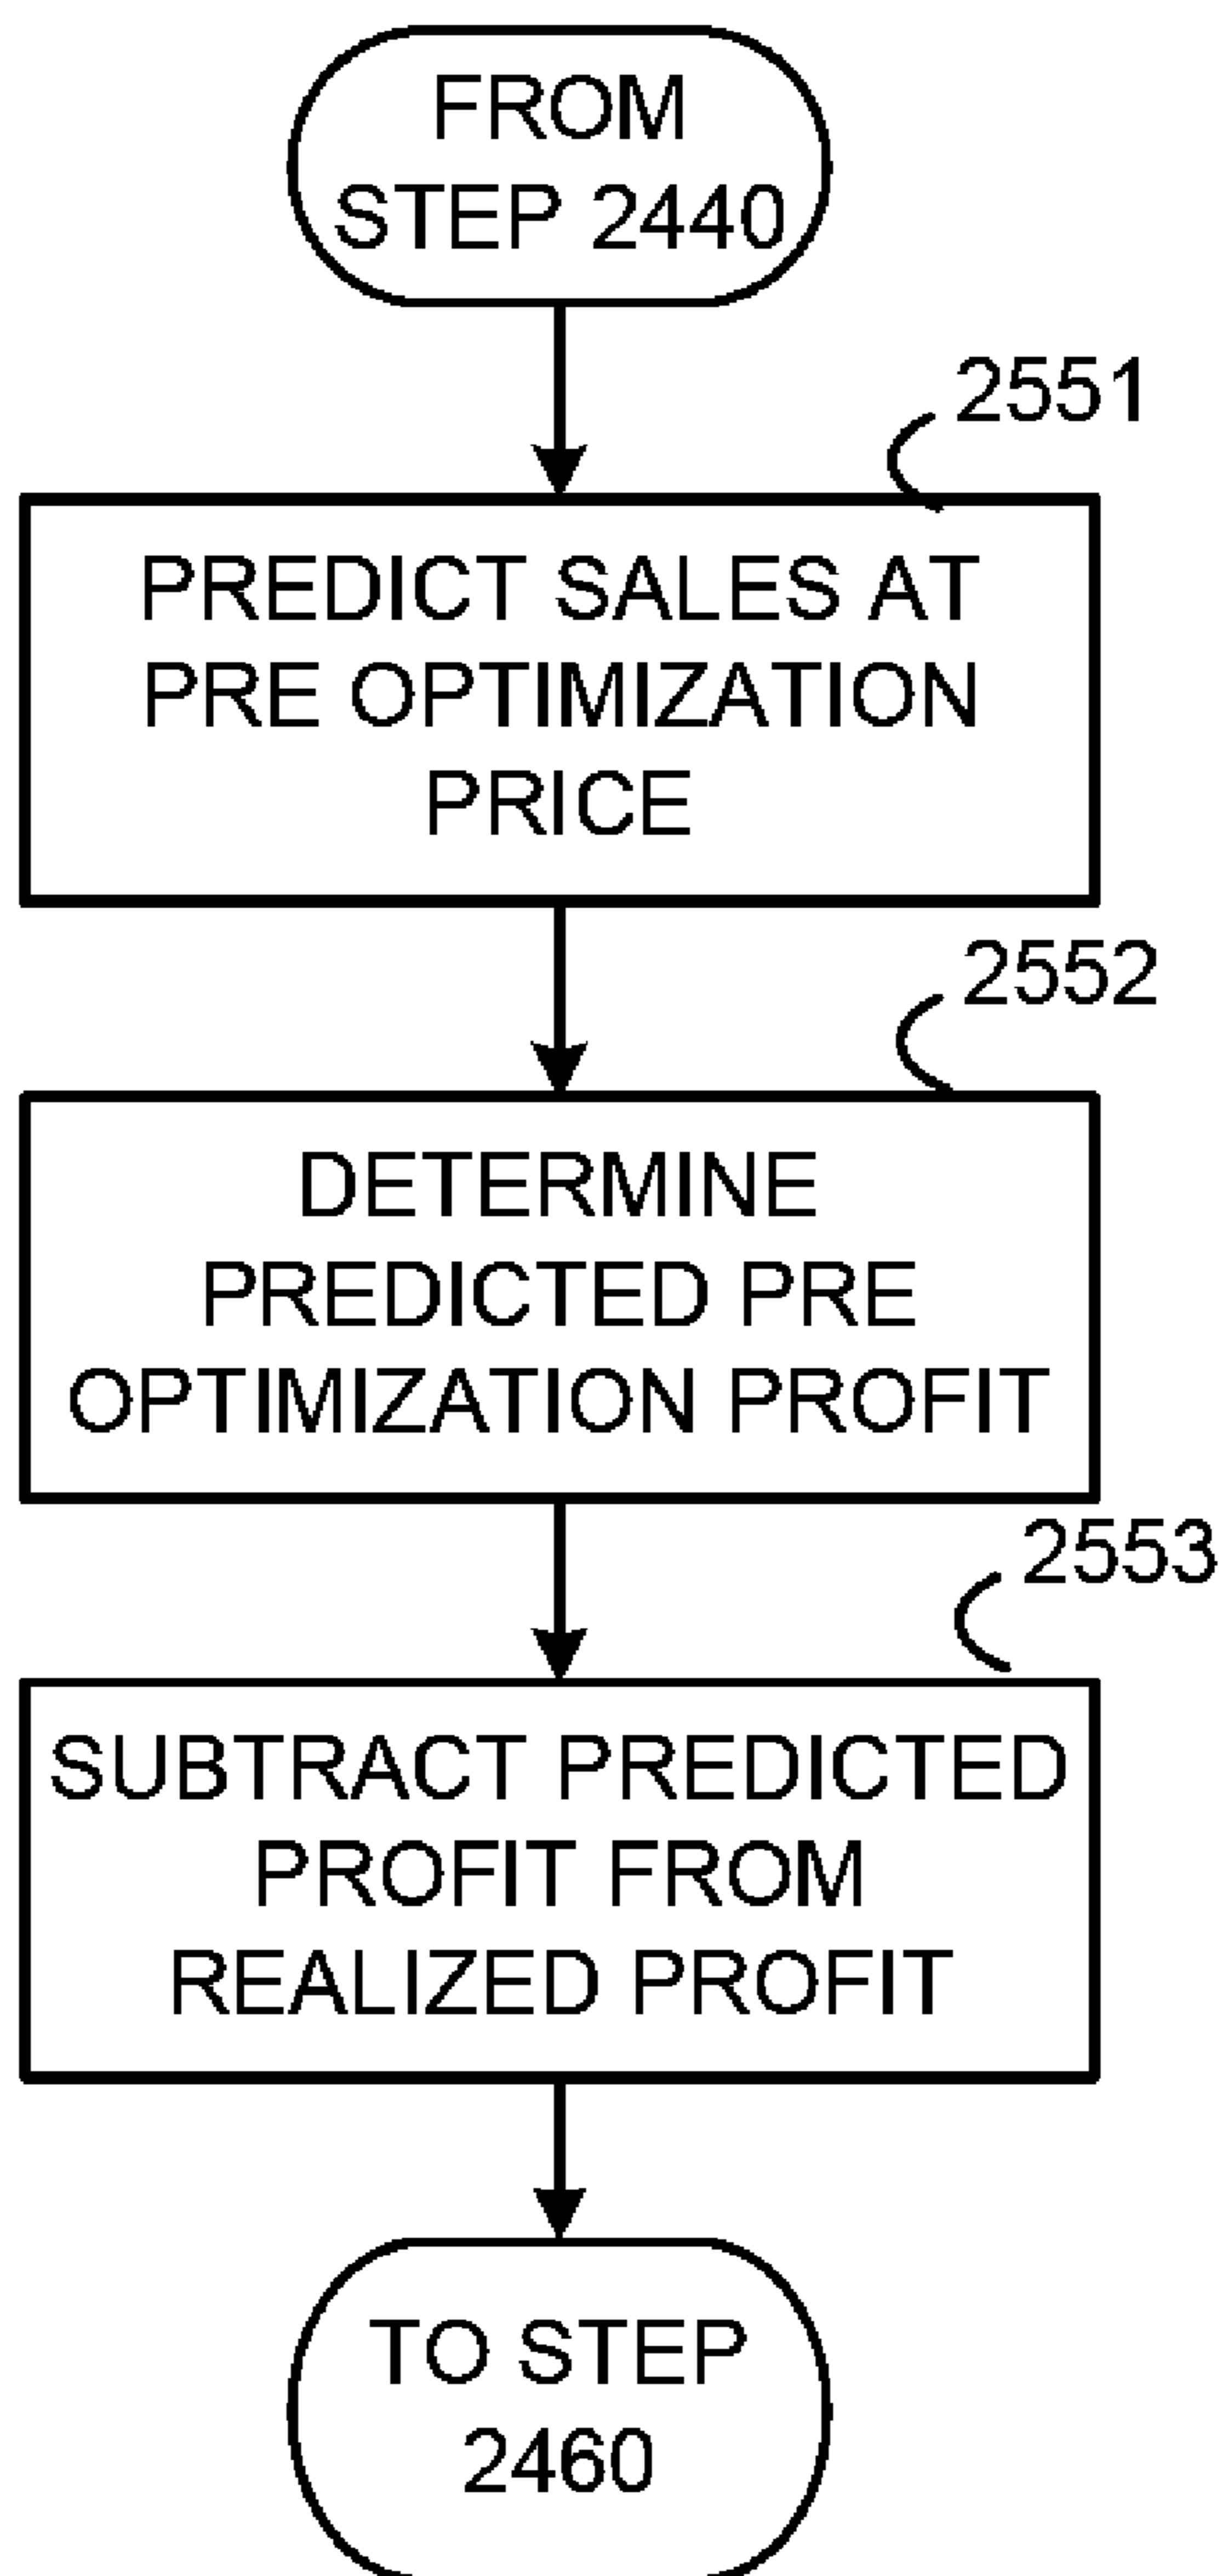 FROM
STEP 2440
2551
PREDICT SALES AT
PRE OPTIMIZATION
PRICE
2552
DETERMINE
PREDICTED PRE
OPTIMIZATION PROFIT
2553
SUBTRACT PREDICTED
PROFIT FROM
REALIZED PROFIT
TO STEP
2460